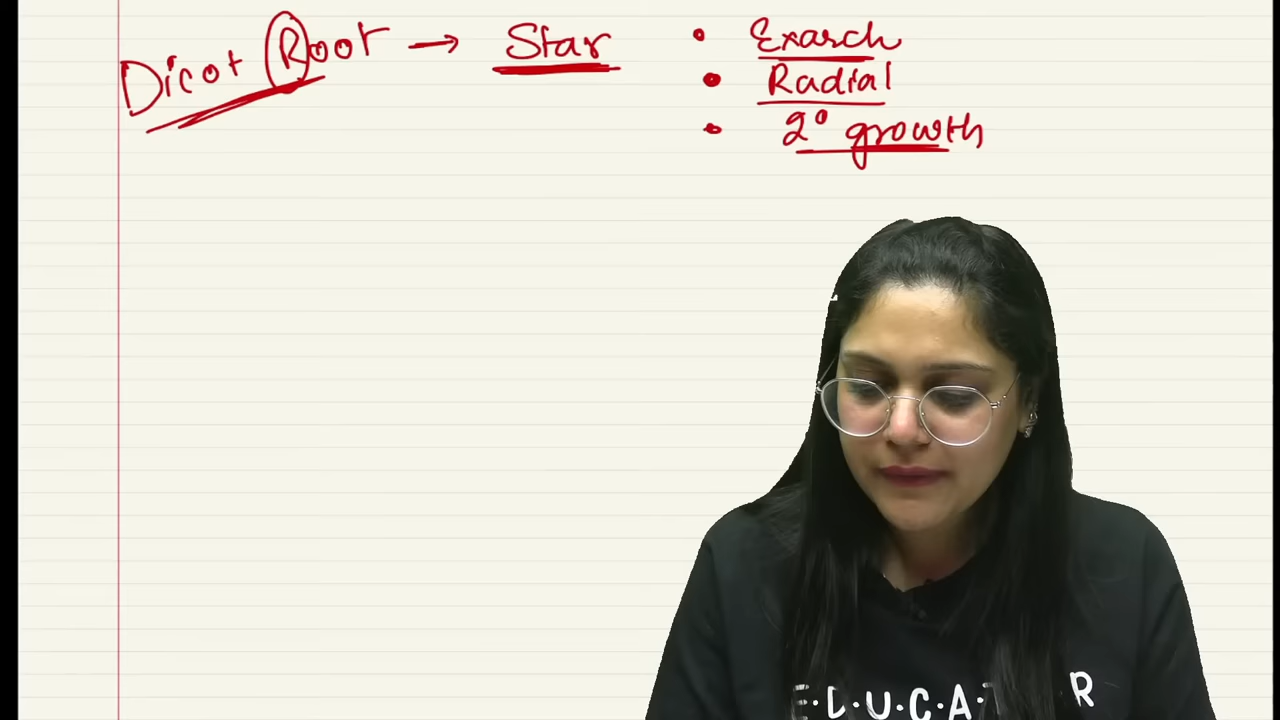 Dicot Root → Star
• Exarch
• Radial
• 2° growth
E·D·U·C·A·T R